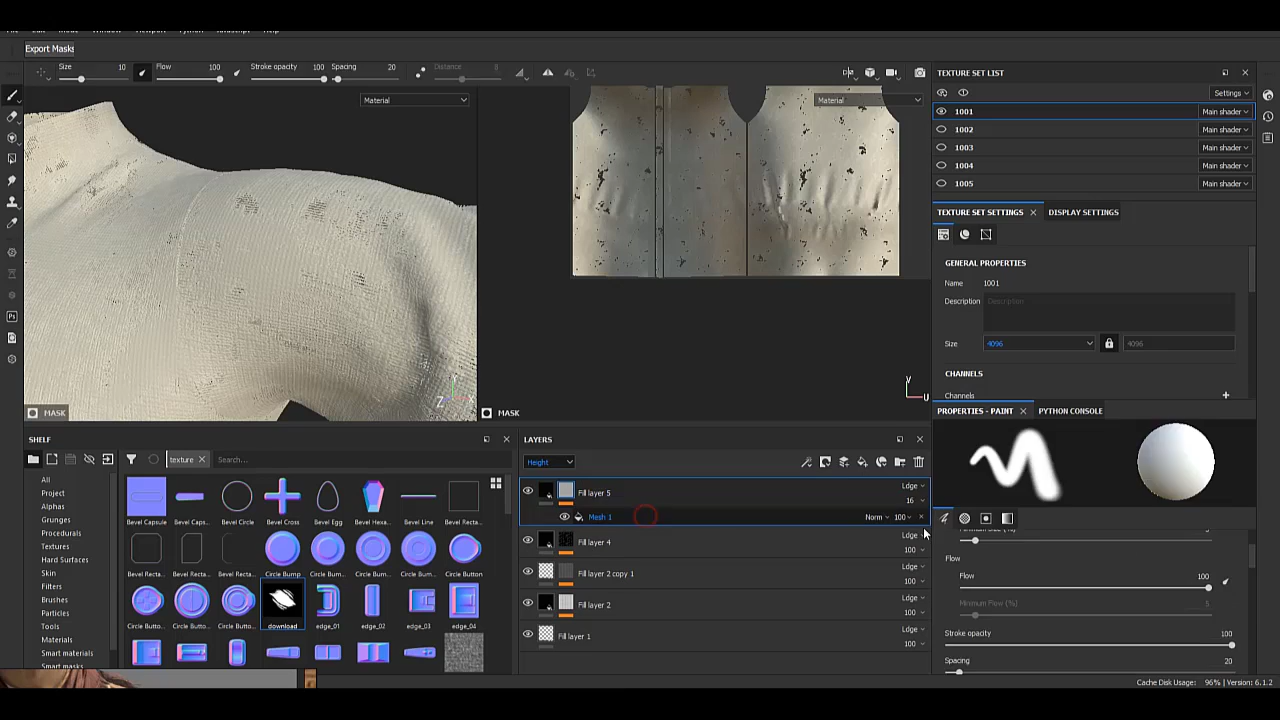 Export Masks
Size 10 Flow 100 Stroke opacity 100 Spacing 20 Distance 8
Material
Material
MASK
MASK
Z
V
U
TEXTURE SET LIST
Settings
1001 Main shader
1002 Main shader
1003 Main shader
1004 Main shader
1005 Main shader
TEXTURE SET SETTINGS DISPLAY SETTINGS
GENERAL PROPERTIES
Name 1001
Description Description
Size 4096 4096
CHANNELS
Channels
PROPERTIES - PAINT PYTHON CONSOLE
Flow
Flow 100
Minimum Flow (%) 5
Stroke opacity 100
Spacing 20
SHELF
texture Search...
All
Project
Alphas
Grunges
Procedurals
Textures
Hard Surfaces
Skin
Filters
Brushes
Particles
Tools
Materials
Smart materials
Smart masks
Bevel Capsule Bevel Capsule Bevel Circle Bevel Cross Bevel Egg Bevel Hexa... Bevel Line Bevel Recta...
Bevel Recta... Bevel Recta... Bevel Recta... Circle Bump Circle Bum... Circle Bum... Circle Bum... Circle Button
Circle Butto... Circle Butto... Circle Butto... download edge_01 edge_02 edge_03 edge_04
LAYERS
Height
Fill layer 5 Ldge 16
Mesh 1 Norm 100
Fill layer 4 Ldge 100
Fill layer 2 copy 1 Ldge 100
Fill layer 2 Ldge 100
Fill layer 1 Ldge 100
Cache Disk Usage: 96% | Version: 6.1.2